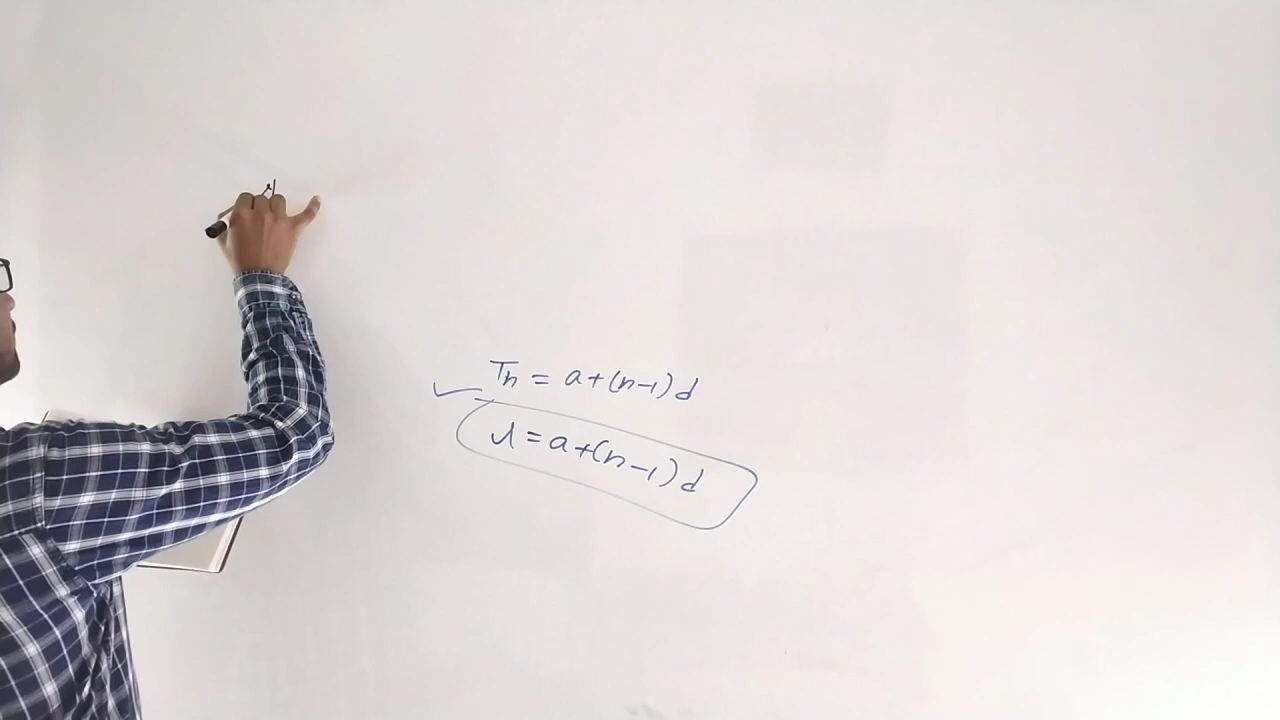 Tn = a+(n-1)d
l = a+(n-1)d